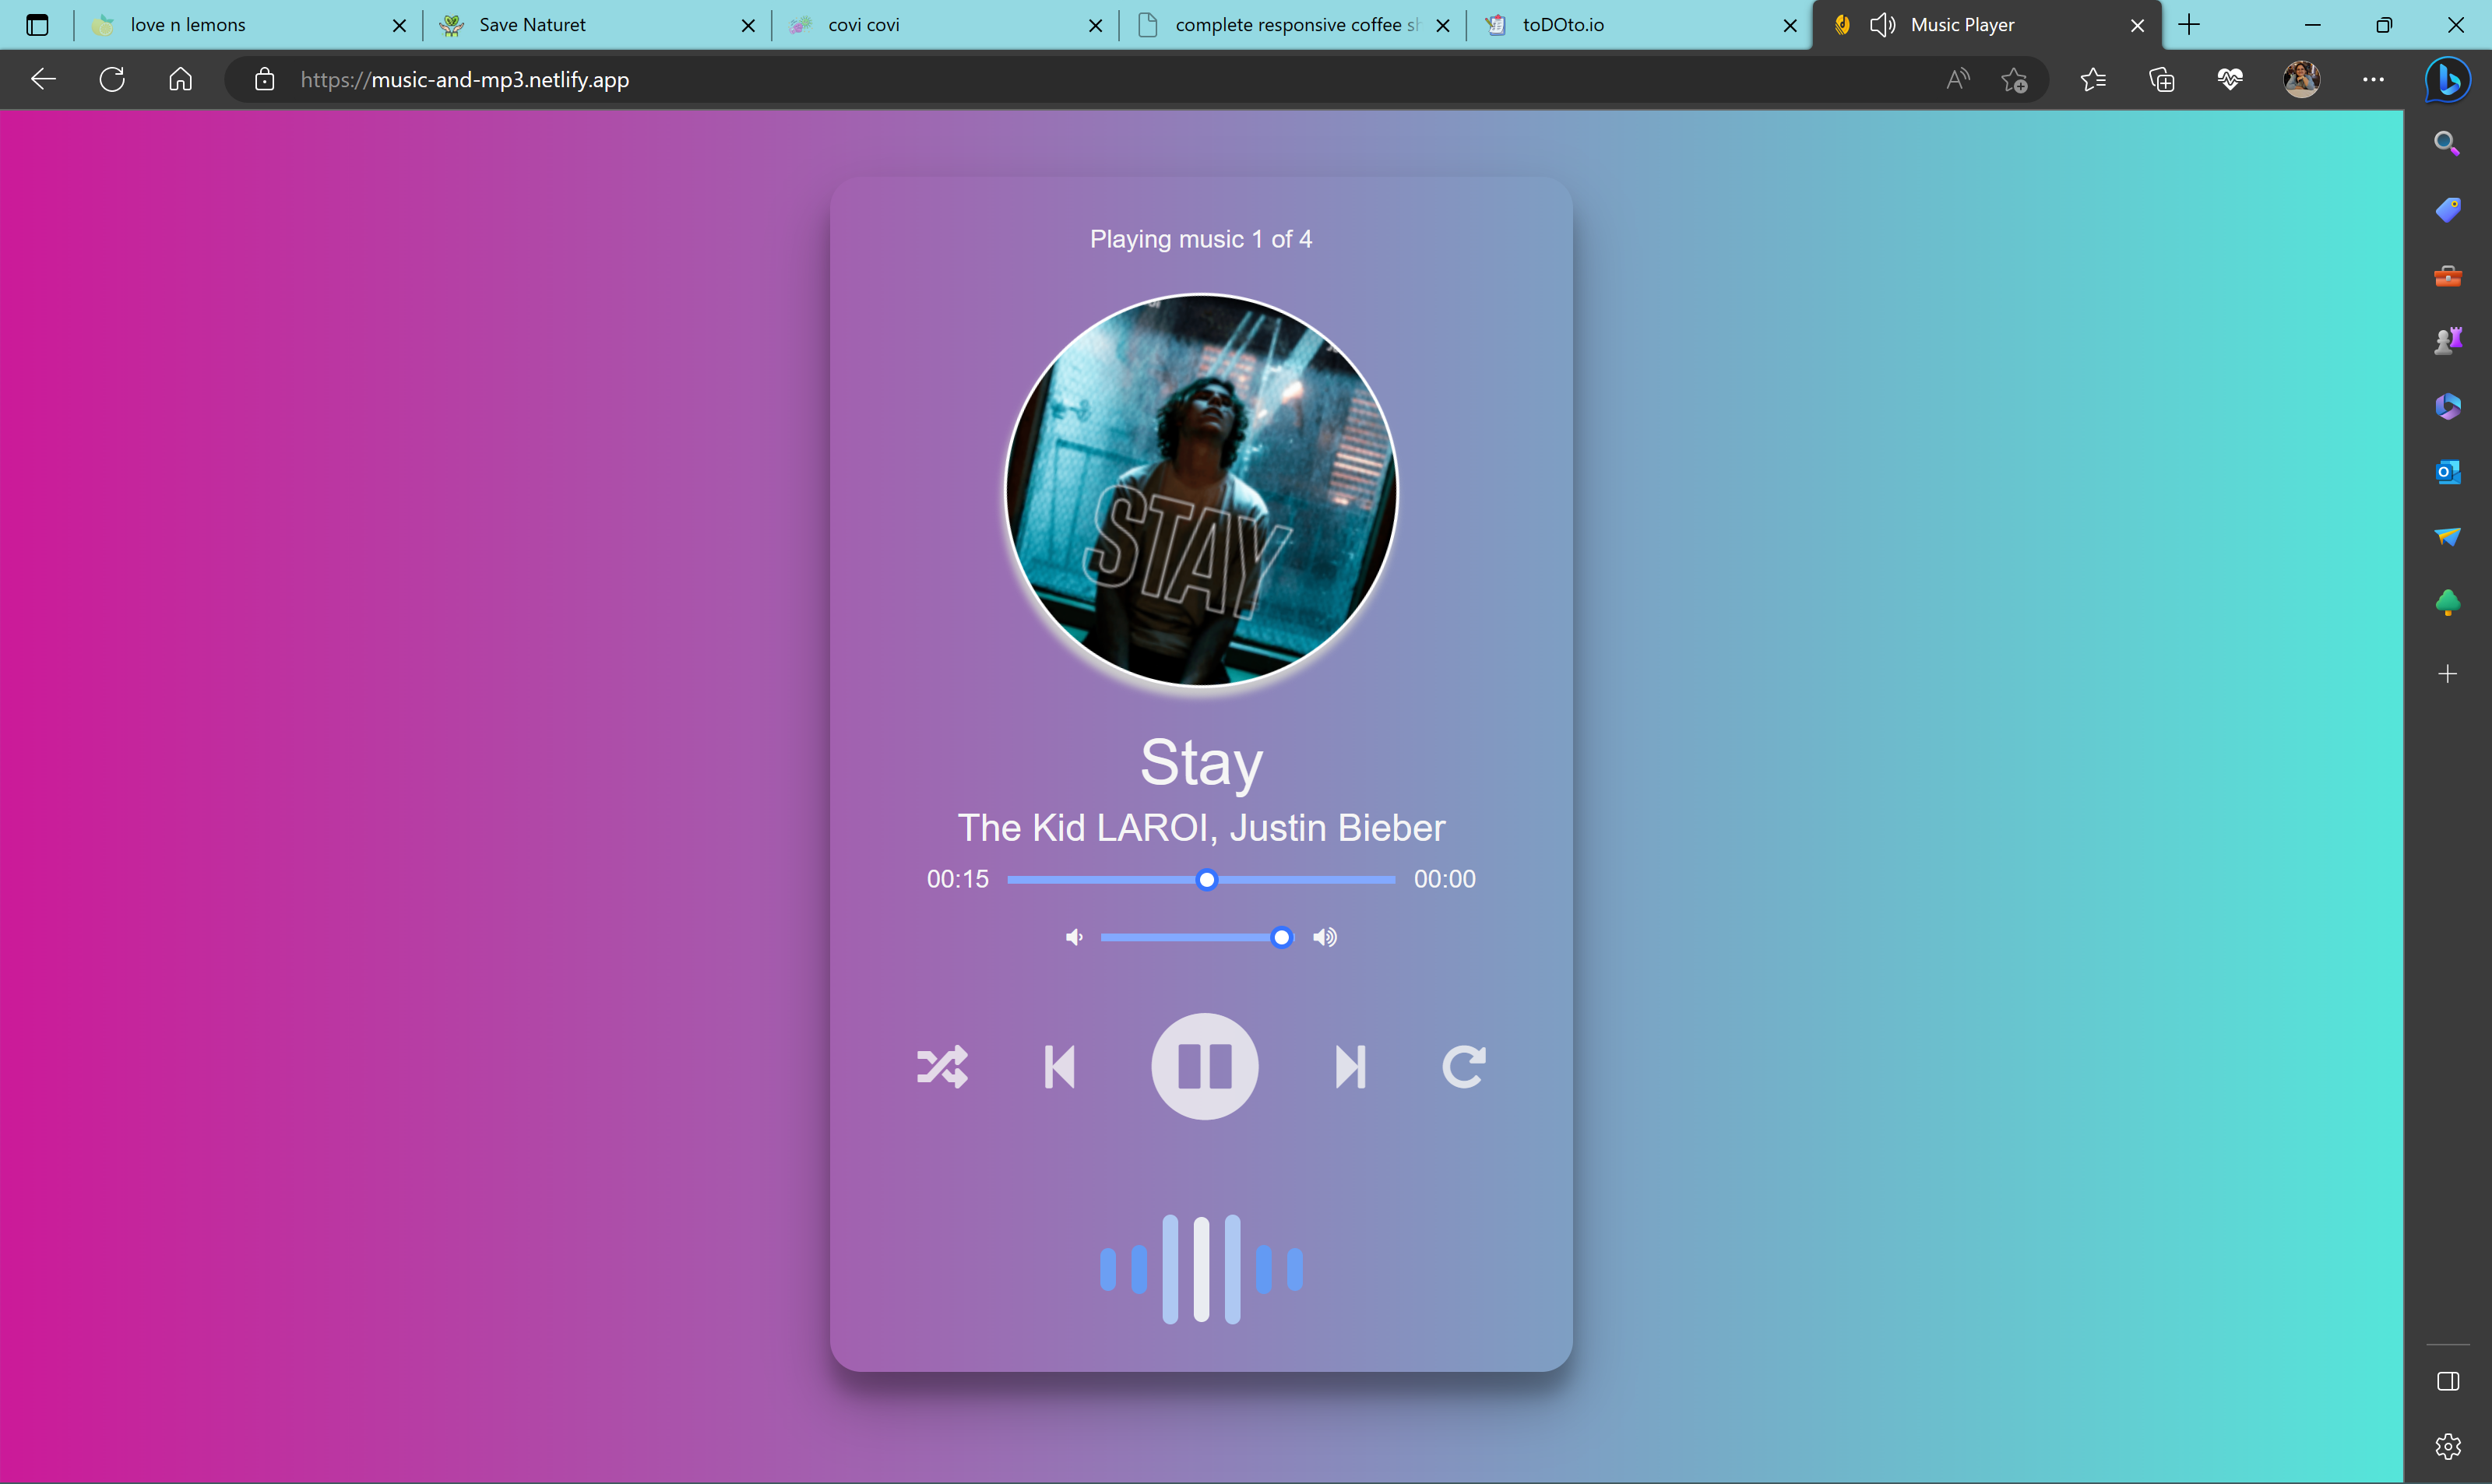 love n lemons
Save Naturet
covi covi
complete responsive coffee sh
toDOto.io
Music Player
https://music-and-mp3.netlify.app
Playing music 1 of 4
STAY
Stay
The Kid LAROI, Justin Bieber
00:15
00:00